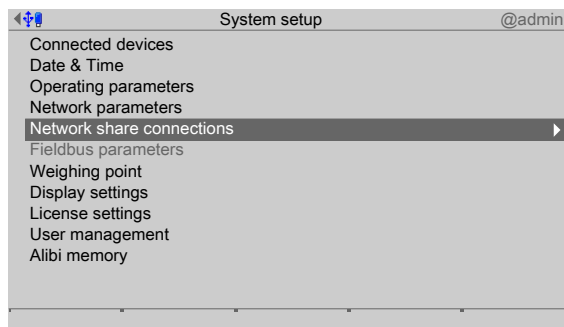 System setup @admin
Connected devices
Date & Time
Operating parameters
Network parameters
Network share connections
Fieldbus parameters
Weighing point
Display settings
License settings
User management
Alibi memory